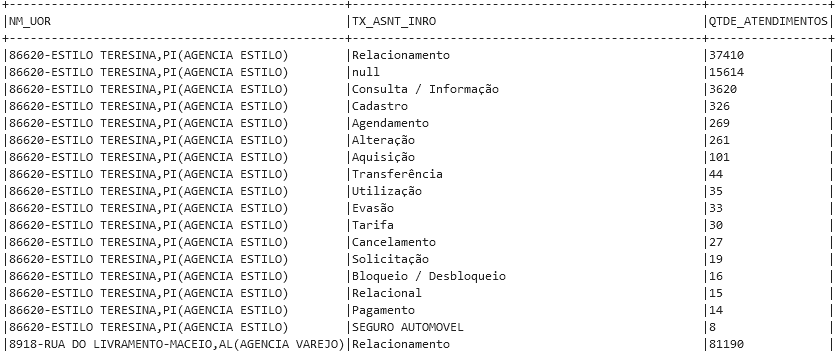 +------------------------------------------------+--------------------------------------------------+-----------------+
|NM_UOR |TX_ASNT_INRO |QTDE_ATENDIMENTOS|
+------------------------------------------------+--------------------------------------------------+-----------------+
|86620-ESTILO TERESINA,PI(AGENCIA ESTILO) |Relacionamento |37410 |
|86620-ESTILO TERESINA,PI(AGENCIA ESTILO) |null |15614 |
|86620-ESTILO TERESINA,PI(AGENCIA ESTILO) |Consulta / Informação |3620 |
|86620-ESTILO TERESINA,PI(AGENCIA ESTILO) |Cadastro |326 |
|86620-ESTILO TERESINA,PI(AGENCIA ESTILO) |Agendamento |269 |
|86620-ESTILO TERESINA,PI(AGENCIA ESTILO) |Alteração |261 |
|86620-ESTILO TERESINA,PI(AGENCIA ESTILO) |Aquisição |101 |
|86620-ESTILO TERESINA,PI(AGENCIA ESTILO) |Transferência |44 |
|86620-ESTILO TERESINA,PI(AGENCIA ESTILO) |Utilização |35 |
|86620-ESTILO TERESINA,PI(AGENCIA ESTILO) |Evasão |33 |
|86620-ESTILO TERESINA,PI(AGENCIA ESTILO) |Tarifa |30 |
|86620-ESTILO TERESINA,PI(AGENCIA ESTILO) |Cancelamento |27 |
|86620-ESTILO TERESINA,PI(AGENCIA ESTILO) |Solicitação |19 |
|86620-ESTILO TERESINA,PI(AGENCIA ESTILO) |Bloqueio / Desbloqueio |16 |
|86620-ESTILO TERESINA,PI(AGENCIA ESTILO) |Relacional |15 |
|86620-ESTILO TERESINA,PI(AGENCIA ESTILO) |Pagamento |14 |
|86620-ESTILO TERESINA,PI(AGENCIA ESTILO) |SEGURO AUTOMOVEL |8 |
|8918-RUA DO LIVRAMENTO-MACEIO,AL(AGENCIA VAREJO)|Relacionamento |81190 |